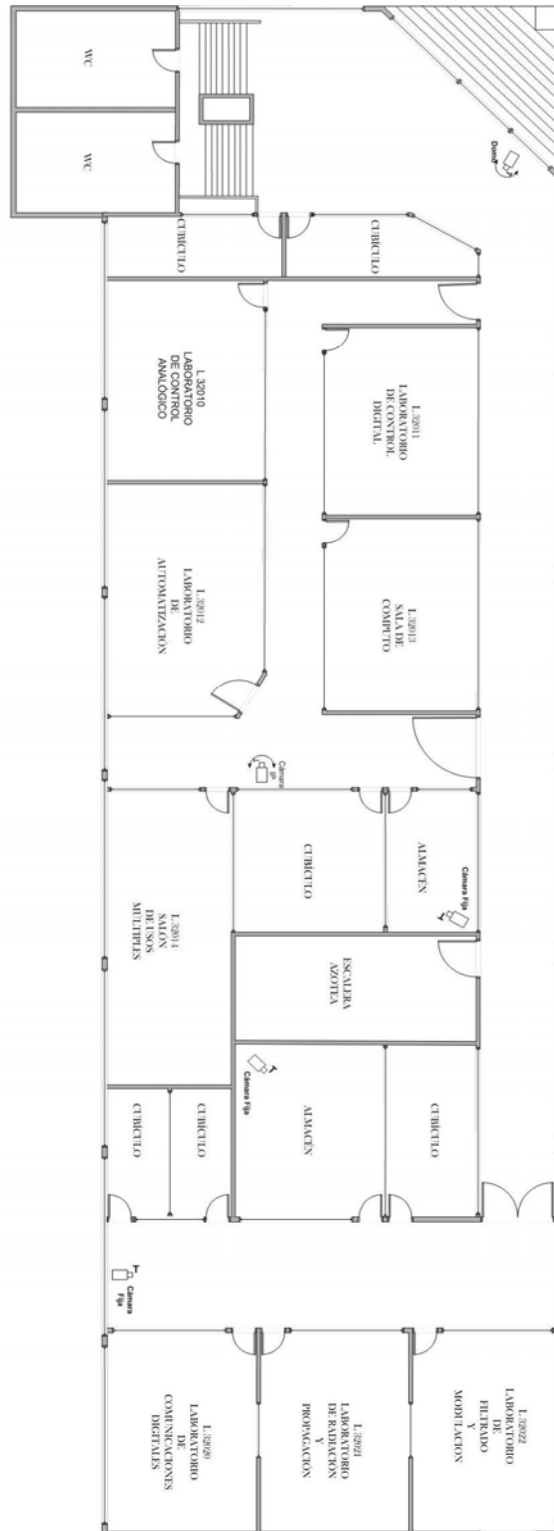 WC
WC
Domo
CUBÍCULO
CUBÍCULO
L 32010
LABORATORIO
DE CONTROL
ANALÓGICO
L 32011
LABORATORIO
DE CONTROL
DIGITAL
L 32012
LABORATORIO
DE
AUTOMATIZACIÓN
L 32013
SALA DE
COMPUTO
Cámara
IP
L 32014
SALÓN
DE USOS
MÚLTIPLES
CUBÍCULO
ALMACÉN
Cámara Fija
ESCALERA
AZOTEA
Cámara Fija
ALMACÉN
CUBÍCULO
CUBÍCULO
CUBÍCULO
Cámara
Fija
L 32020
LABORATORIO
DE
COMUNICACIONES
DIGITALES
L 32021
LABORATORIO
DE RADIACIÓN
Y
PROPAGACIÓN
L 32022
LABORATORIO
DE
FILTRADO
Y
MODULACION